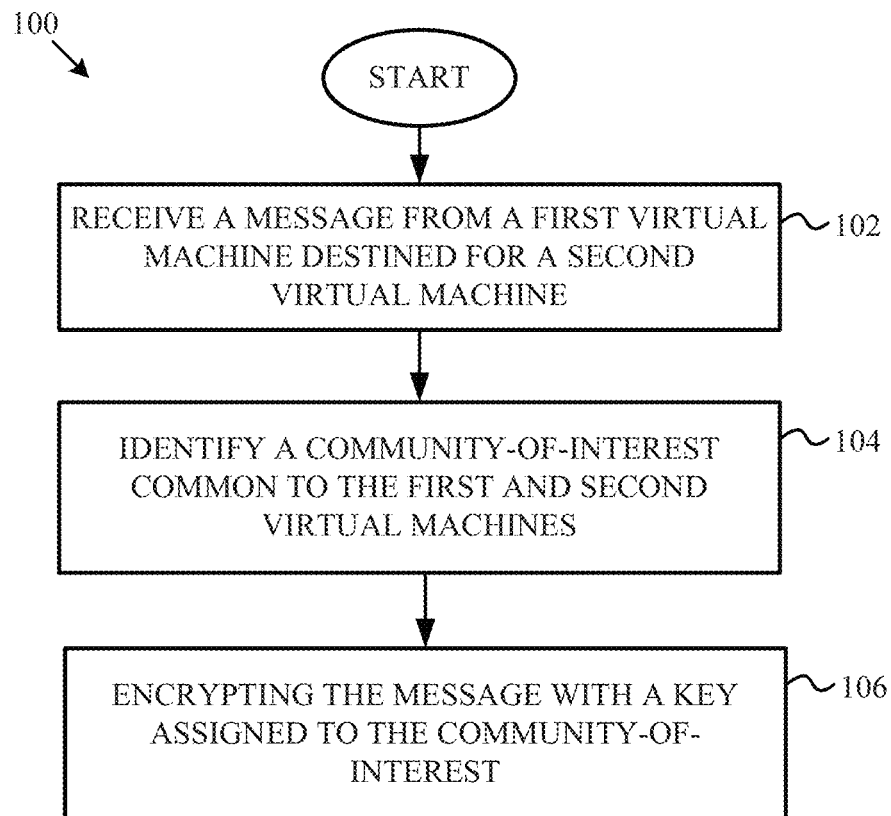 100
START
RECEIVE A MESSAGE FROM A FIRST VIRTUAL
MACHINE DESTINED FOR A SECOND
VIRTUAL MACHINE
102
IDENTIFY A COMMUNITY-OF-INTEREST
COMMON TO THE FIRST AND SECOND
VIRTUAL MACHINES
104
ENCRYPTING THE MESSAGE WITH A KEY
ASSIGNED TO THE COMMUNITY-OF-
INTEREST
106